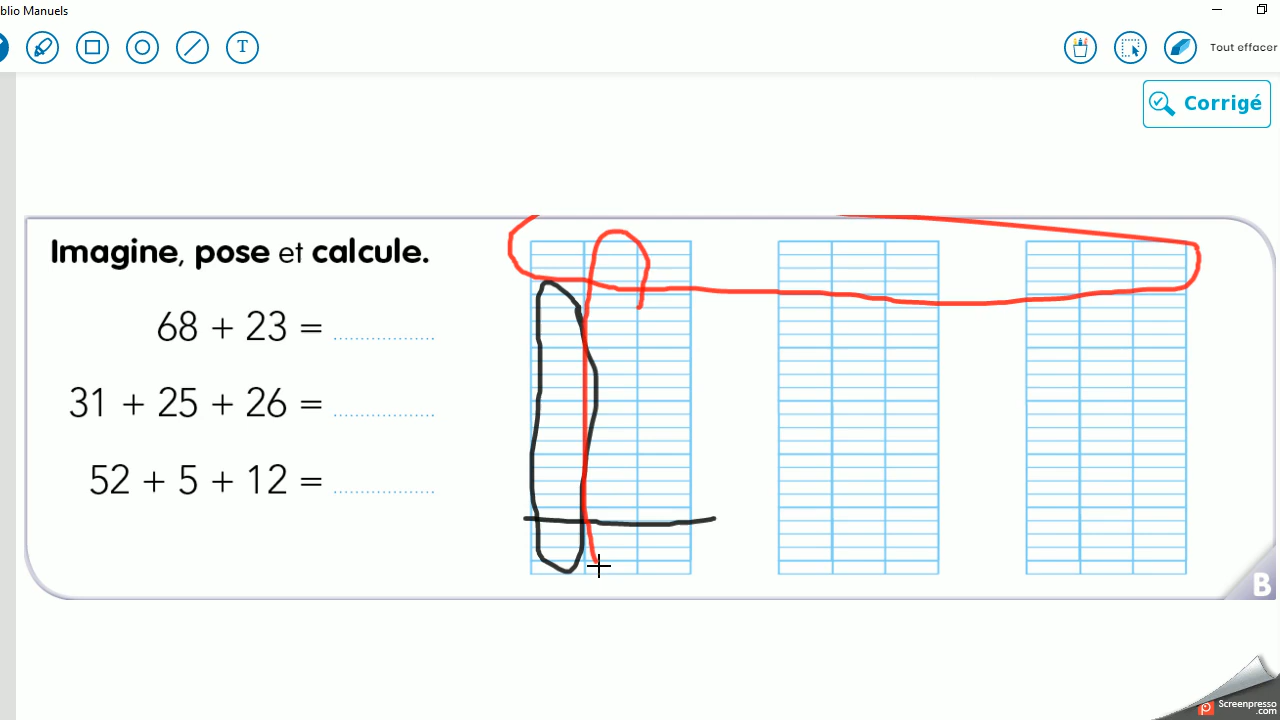 blio Manuels
T
Tout effacer
Corrigé
Imagine, pose et calcule.
68 + 23 = ..................
31 + 25 + 26 = ..................
52 + 5 + 12 = ..................
B
Screenpresso
.com